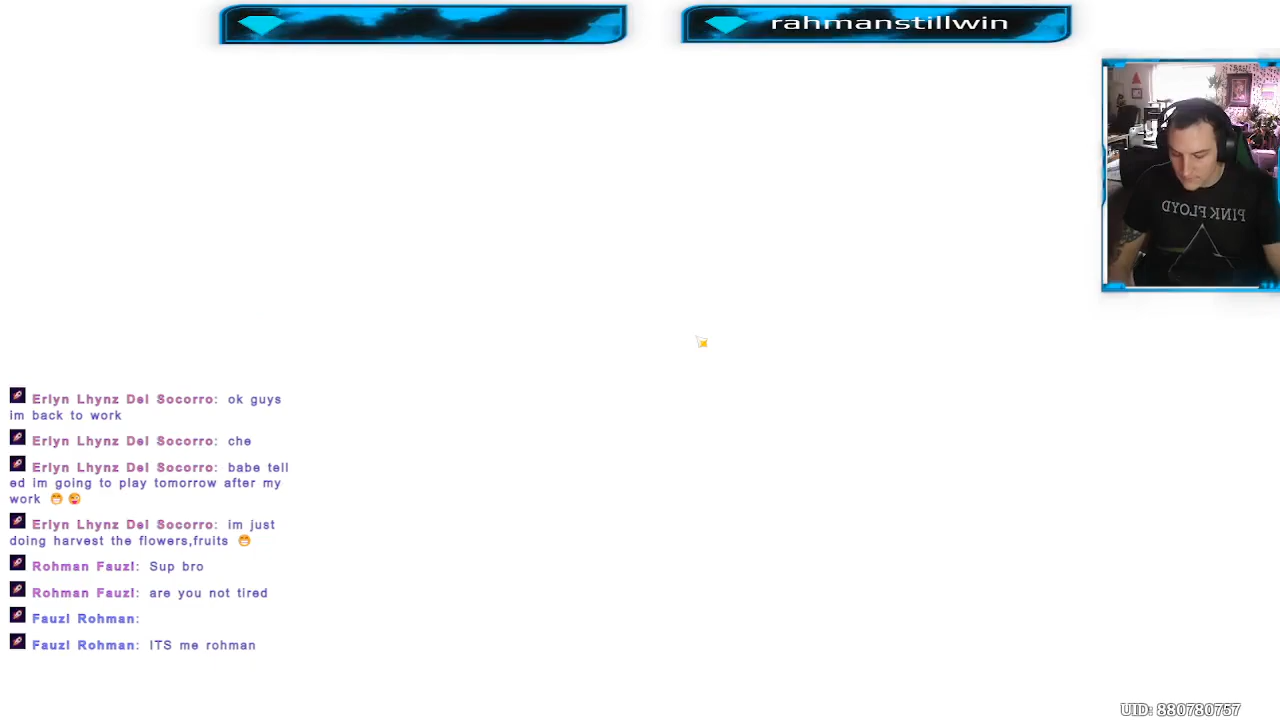 rahmanstillwin
PINK FLOYD
Erlyn Lhynz Del Socorro: ok guys
im back to work
Erlyn Lhynz Del Socorro: che
Erlyn Lhynz Del Socorro: babe tell
ed im going to play tomorrow after my
work 😁😜
Erlyn Lhynz Del Socorro: im just
doing harvest the flowers,fruits 😁
Rohman Fauzi: Sup bro
Rohman Fauzi: are you not tired
Fauzi Rohman:
Fauzi Rohman: ITS me rohman
UID: 880780757